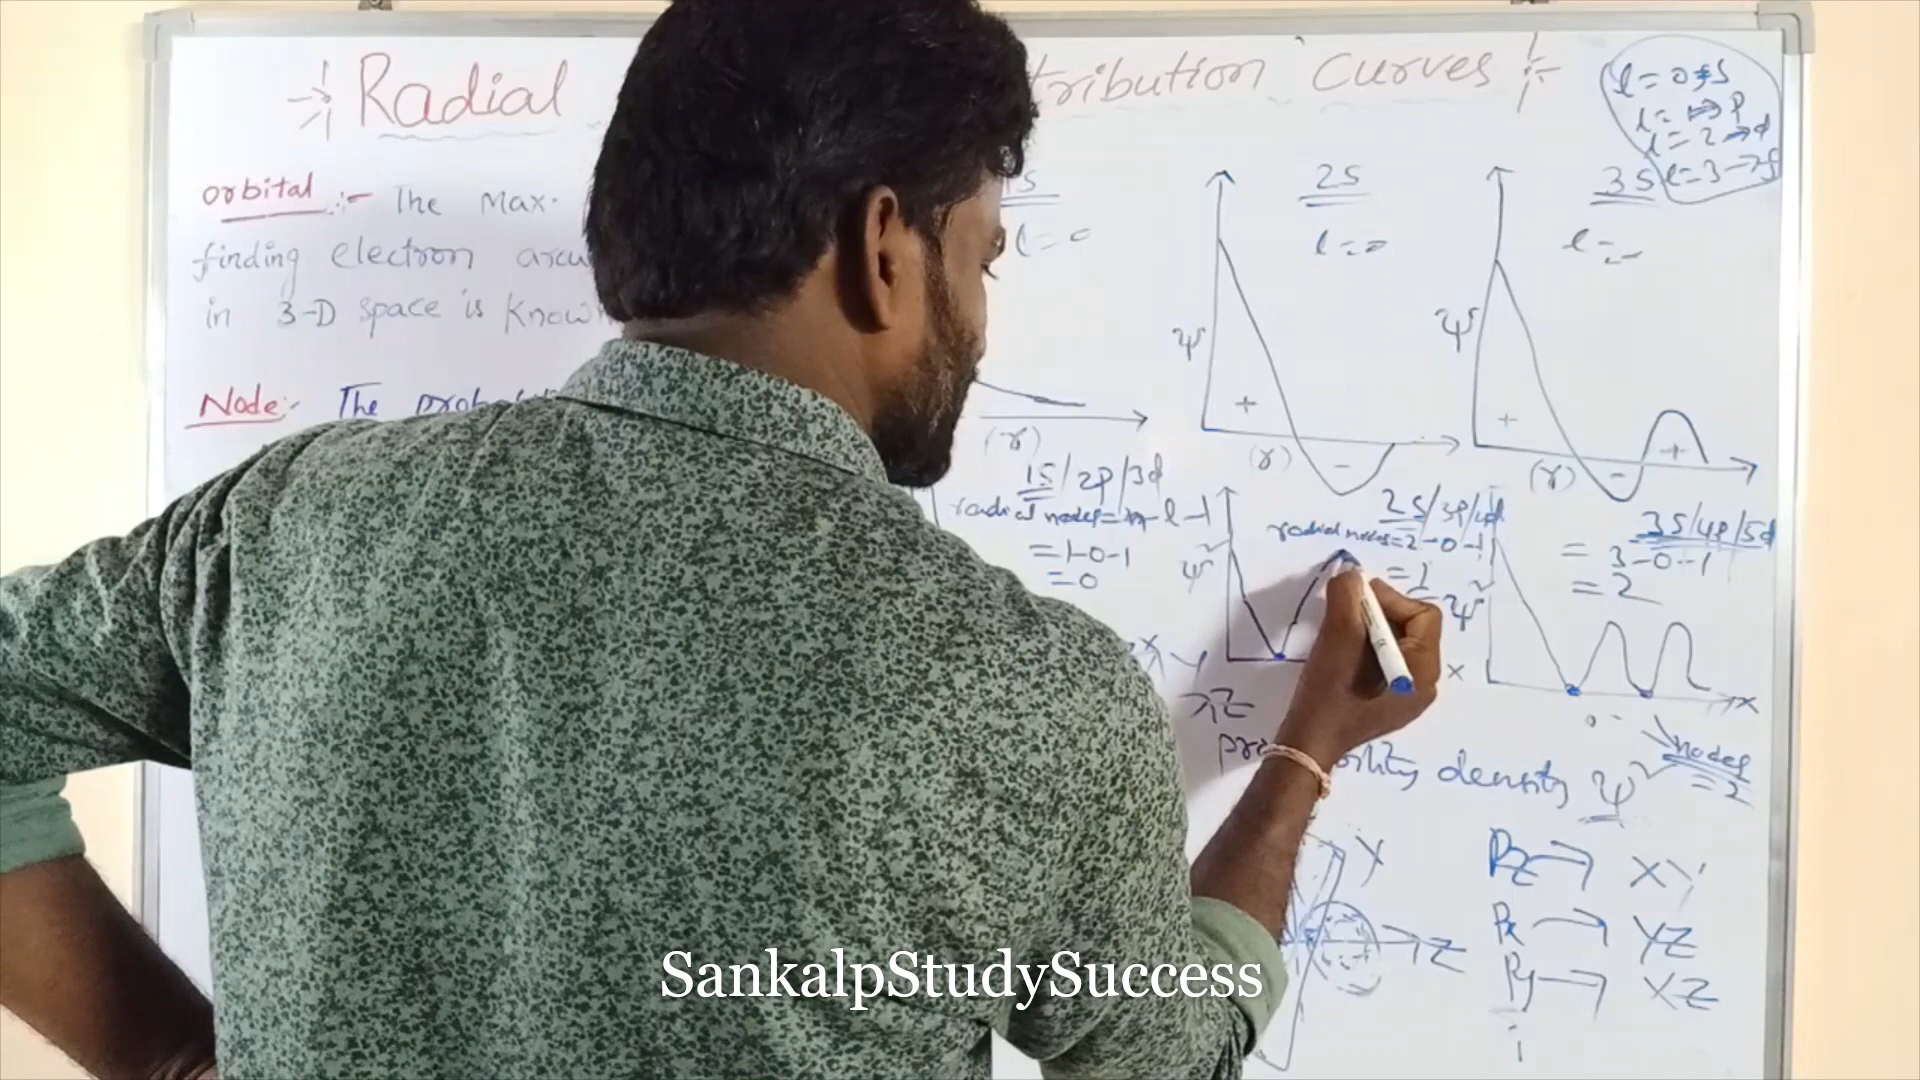 Radial
tribution Curves
l=0→s
l=1→p
l=2→d
l=3→f
orbital :- The Max.
finding electron arou
in 3-D space is know
Node:- The prob
1S
l=0
(r)
1S/2p/3d
radial nodes = n-l-1
=1-0-1
=0
2S
l=0
ψ
+
-
(r)
2S/3p/4d
radial nodes=2-0-1
=1
ψ²
3S
l=
ψ
+
-
+
(r)
3S/4p/5d
= 3-0-1
= 2
ψ²
X
X
nodes
=2
XY
XZ
probability density ψ²
Y
Z
Pz → XY
Px → YZ
Py → XZ
SankalpStudySuccess